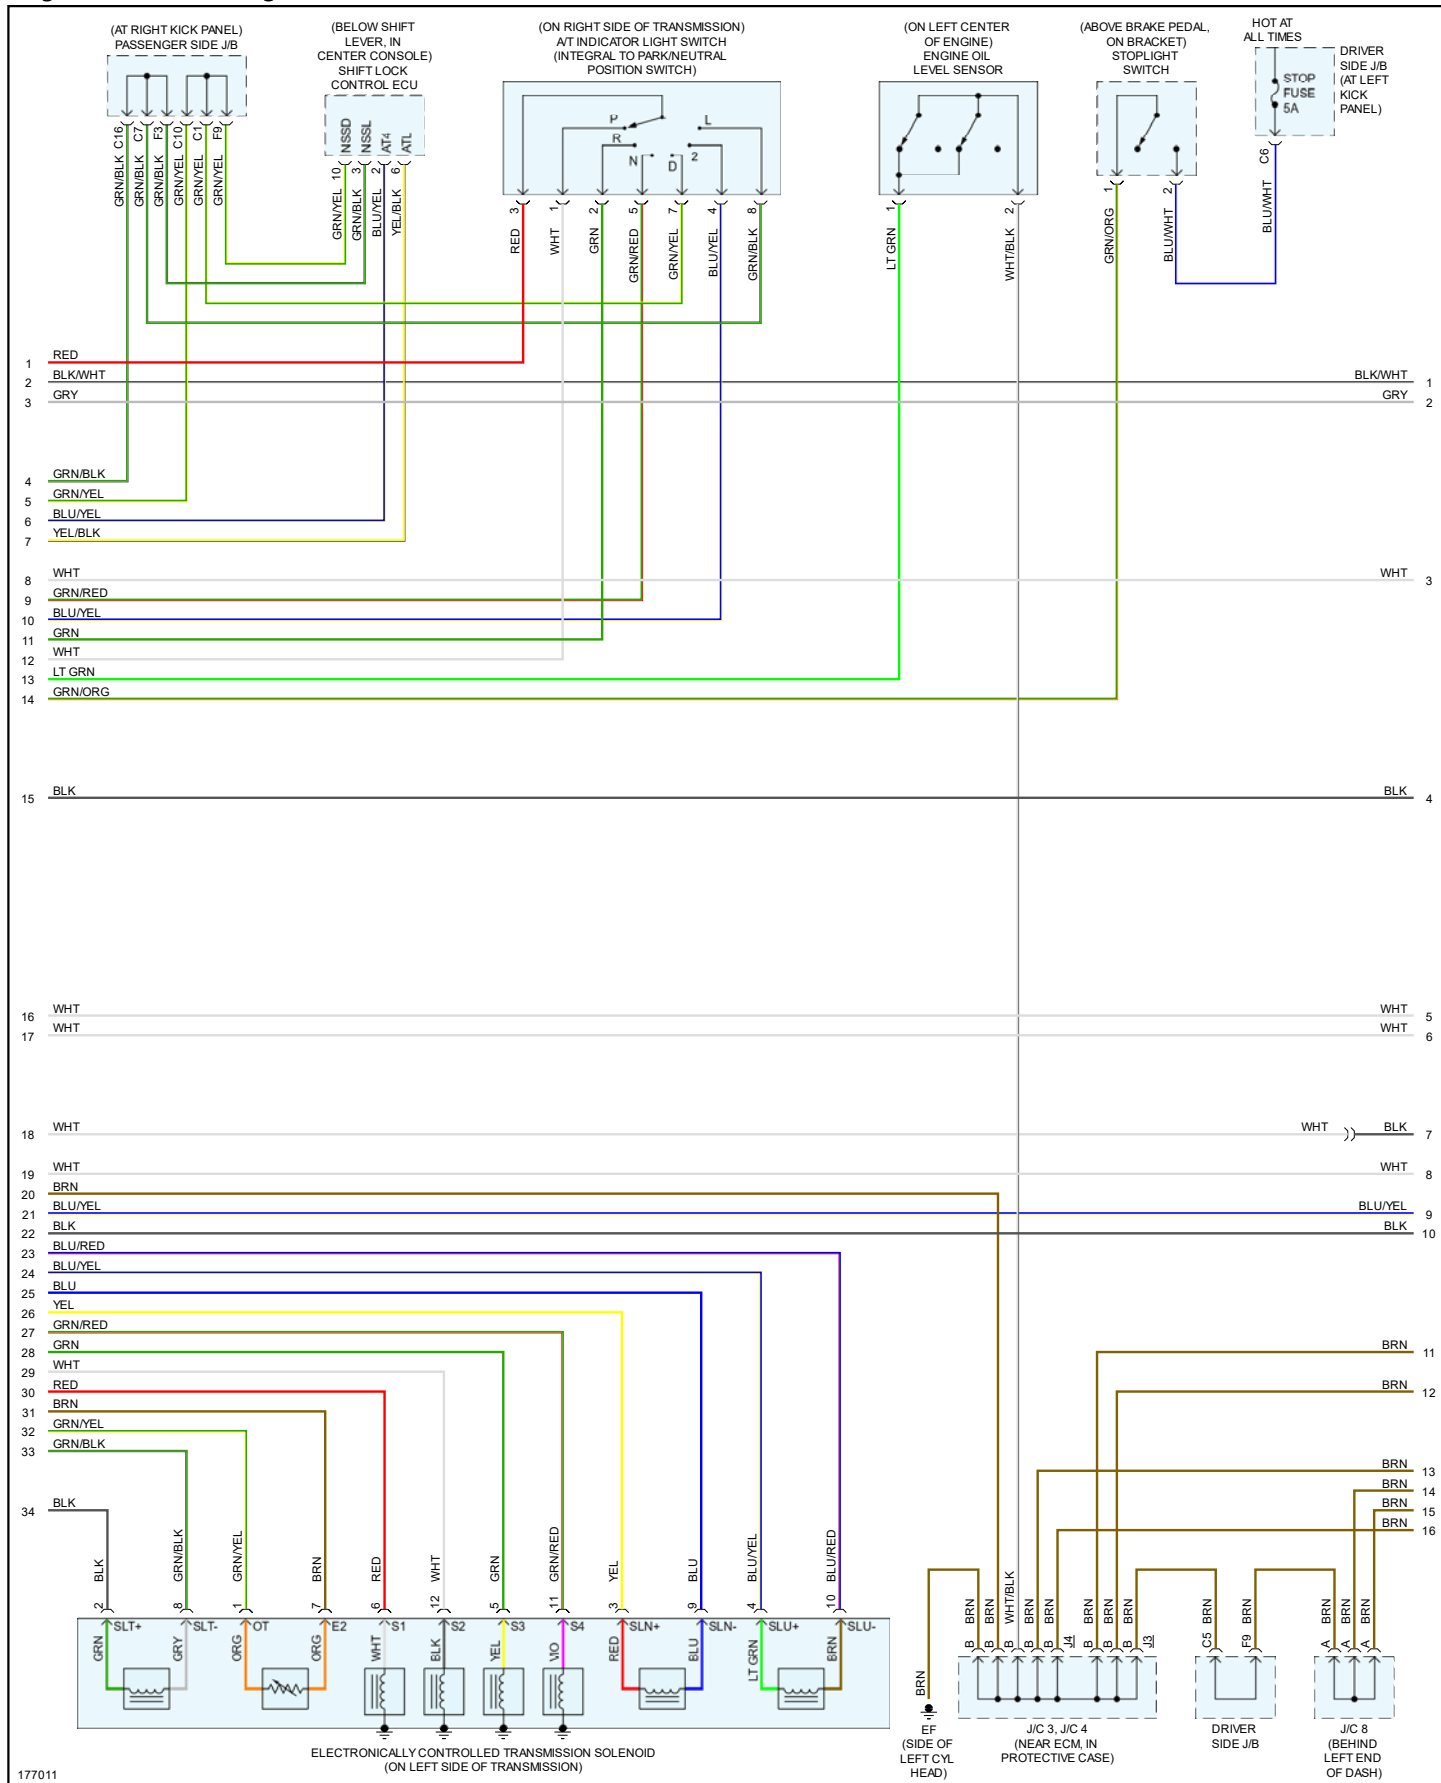 (AT RIGHT KICK PANEL)
PASSENGER SIDE J/B
(BELOW SHIFT
LEVER, IN
CENTER CONSOLE)
SHIFT LOCK
CONTROL ECU
(ON RIGHT SIDE OF TRANSMISSION)
A/T INDICATOR LIGHT SWITCH
(INTEGRAL TO PARK/NEUTRAL
POSITION SWITCH)
(ON LEFT CENTER
OF ENGINE)
ENGINE OIL
LEVEL SENSOR
(ABOVE BRAKE PEDAL,
ON BRACKET)
STOPLIGHT
SWITCH
HOT AT
ALL TIMES
DRIVER
SIDE J/B
(AT LEFT
KICK
PANEL)
STOP
FUSE
5A
NSSD
NSSL
AT4
ATL
P
R
N
D
2
L
C16
C7
F3
C10
C1
F9
GRN/BLK
GRN/BLK
GRN/BLK
GRN/YEL
GRN/YEL
GRN/YEL
10
3
2
6
GRN/YEL
GRN/BLK
BLU/YEL
YEL/BLK
3
1
2
5
7
4
8
RED
WHT
GRN
GRN/RED
GRN/YEL
BLU/YEL
GRN/BLK
1
2
LT GRN
WHT/BLK
1
2
GRN/ORG
BLU/WHT
C6
BLU/WHT
1 RED
2 BLK/WHT BLK/WHT 1
3 GRY GRY 2
4 GRN/BLK
5 GRN/YEL
6 BLU/YEL
7 YEL/BLK
8 WHT WHT 3
9 GRN/RED
10 BLU/YEL
11 GRN
12 WHT
13 LT GRN
14 GRN/ORG
15 BLK BLK 4
16 WHT WHT 5
17 WHT WHT 6
18 WHT WHT BLK 7
19 WHT WHT 8
20 BRN
21 BLU/YEL BLU/YEL 9
22 BLK BLK 10
23 BLU/RED
24 BLU/YEL
25 BLU
26 YEL
27 GRN/RED
28 GRN BRN 11
29 WHT
30 RED BRN 12
31 BRN
32 GRN/YEL
33 GRN/BLK
BRN 13
BRN 14
34 BLK BRN 15
BRN 16
BLK
GRN/BLK
GRN/YEL
BRN
RED
WHT
GRN
GRN/RED
YEL
BLU
BLU/YEL
BLU/RED
2
8
1
7
6
12
5
11
3
9
4
10
SLT+
SLT-
OT
E2
S1
S2
S3
S4
SLN+
SLN-
SLU+
SLU-
GRN
GRY
ORG
ORG
WHT
BLK
YEL
VIO
RED
BLU
LT GRN
BRN
ELECTRONICALLY CONTROLLED TRANSMISSION SOLENOID
(ON LEFT SIDE OF TRANSMISSION)
BRN
BRN
BRN
WHT/BLK
BRN
BRN
BRN
BRN
BRN
BRN
BRN
BRN
BRN
BRN
B
B
B
B
B
J4
B
B
B
J3
C5
F9
A
A
A
EF
(SIDE OF
LEFT CYL
HEAD)
J/C 3, J/C 4
(NEAR ECM, IN
PROTECTIVE CASE)
DRIVER
SIDE J/B
J/C 8
(BEHIND
LEFT END
OF DASH)
177011